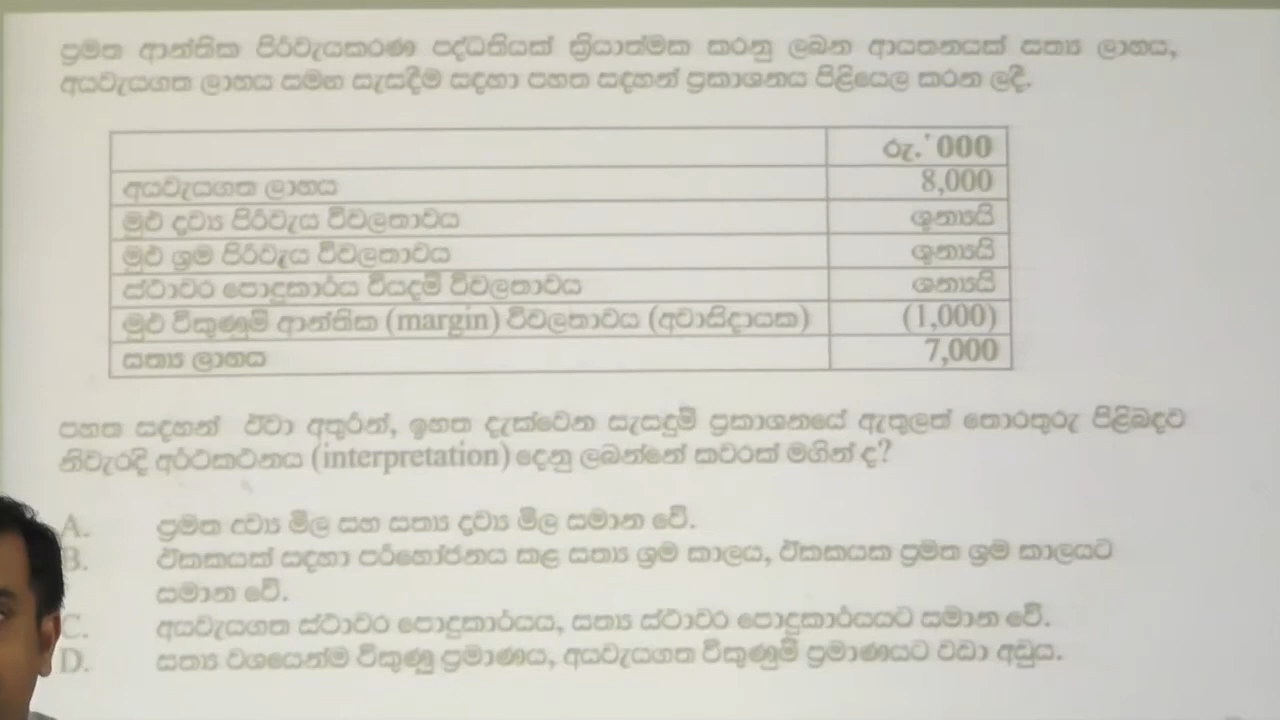 ප්‍රමත ආන්තික පිරිවැයකරණ පද්ධතියක් ක්‍රියාත්මක කරනු ලබන ආයතනයක් සත්‍ය ලාභය,
අයවැයගත ලාභය සමඟ සැසඳීම සඳහා පහත සඳහන් ප්‍රකාශනය පිළියෙල කරන ලදී.
රු.'000
අයවැයගත ලාභය 8,000
මුළු ද්‍රව්‍ය පිරිවැය විචලතාවය ශුන්‍යයි
මුළු ශ්‍රම පිරිවැය විචලතාවය ශුන්‍යයි
ස්ථාවර පොදුකාර්ය වියදම් විචලතාවය ශුන්‍යයි
මුළු විකුණුම් ආන්තික (margin) විචලතාවය (අවාසිදායක) (1,000)
සත්‍ය ලාභය 7,000
පහත සඳහන් ඒවා අතුරින්, ඉහත දැක්වෙන සැසඳුම් ප්‍රකාශනයේ ඇතුලත් තොරතුරු පිළිබඳව
නිවැරදි අර්ථකථනය (interpretation) දෙනු ලබන්නේ කවරක් මගින් ද?
A. ප්‍රමත ද්‍රව්‍ය මිල සහ සත්‍ය ද්‍රව්‍ය මිල සමාන වේ.
B. ඒකකයක් සඳහා පරිභෝජනය කළ සත්‍ය ශ්‍රම කාලය, ඒකකයක ප්‍රමත ශ්‍රම කාලයට
සමාන වේ.
C. අයවැයගත ස්ථාවර පොදුකාර්යය, සත්‍ය ස්ථාවර පොදුකාර්යයට සමාන වේ.
D. සත්‍ය වශයෙන්ම විකුණු ප්‍රමාණය, අයවැයගත විකුණුම් ප්‍රමාණයට වඩා අඩුය.